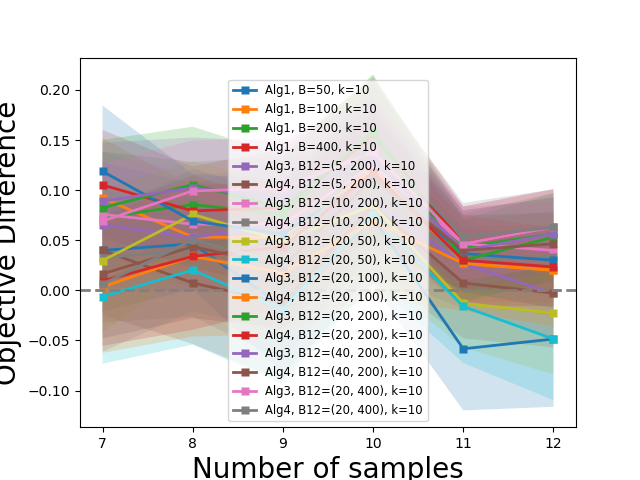 Objective Difference
0.20
0.15
0.10
0.05
0.00
−0.05
−0.10
Alg1, B=50, k=10
Alg1, B=100, k=10
Alg1, B=200, k=10
Alg1, B=400, k=10
Alg3, B12=(5, 200), k=10
Alg4, B12=(5, 200), k=10
Alg3, B12=(10, 200), k=10
Alg4, B12=(10, 200), k=10
Alg3, B12=(20, 50), k=10
Alg4, B12=(20, 50), k=10
Alg3, B12=(20, 100), k=10
Alg4, B12=(20, 100), k=10
Alg3, B12=(20, 200), k=10
Alg4, B12=(20, 200), k=10
Alg3, B12=(40, 200), k=10
Alg4, B12=(40, 200), k=10
Alg3, B12=(20, 400), k=10
Alg4, B12=(20, 400), k=10
7 8 9 10 11 12
Number of samples